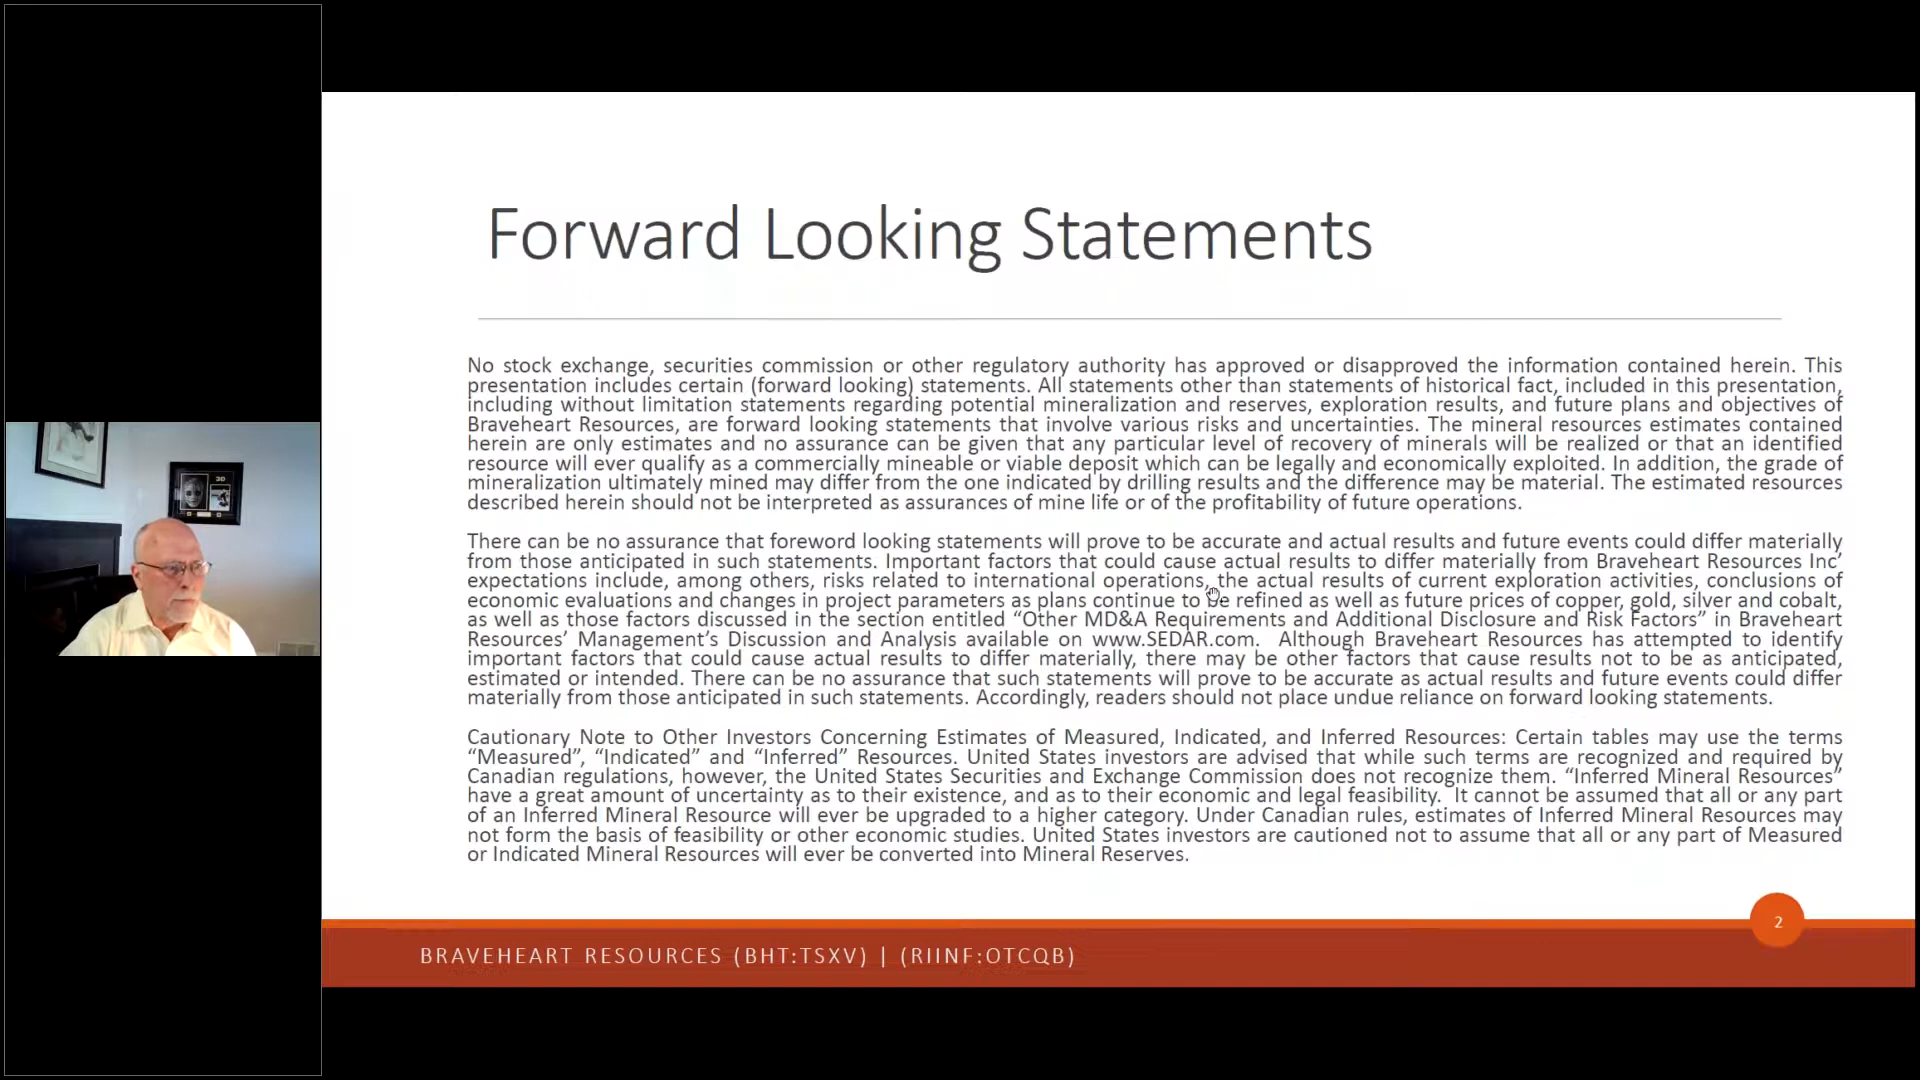 Forward Looking Statements
No stock exchange, securities commission or other regulatory authority has approved or disapproved the information contained herein. This
presentation includes certain (forward looking) statements. All statements other than statements of historical fact, included in this presentation,
including without limitation statements regarding potential mineralization and reserves, exploration results, and future plans and objectives of
Braveheart Resources, are forward looking statements that involve various risks and uncertainties. The mineral resources estimates contained
herein are only estimates and no assurance can be given that any particular level of recovery of minerals will be realized or that an identified
resource will ever qualify as a commercially mineable or viable deposit which can be legally and economically exploited. In addition, the grade of
mineralization ultimately mined may differ from the one indicated by drilling results and the difference may be material. The estimated resources
described herein should not be interpreted as assurances of mine life or of the profitability of future operations.
There can be no assurance that foreword looking statements will prove to be accurate and actual results and future events could differ materially
from those anticipated in such statements. Important factors that could cause actual results to differ materially from Braveheart Resources Inc’
expectations include, among others, risks related to international operations, the actual results of current exploration activities, conclusions of
economic evaluations and changes in project parameters as plans continue to be refined as well as future prices of copper, gold, silver and cobalt,
as well as those factors discussed in the section entitled “Other MD&A Requirements and Additional Disclosure and Risk Factors” in Braveheart
Resources’ Management’s Discussion and Analysis available on www.SEDAR.com. Although Braveheart Resources has attempted to identify
important factors that could cause actual results to differ materially, there may be other factors that cause results not to be as anticipated,
estimated or intended. There can be no assurance that such statements will prove to be accurate as actual results and future events could differ
materially from those anticipated in such statements. Accordingly, readers should not place undue reliance on forward looking statements.
Cautionary Note to Other Investors Concerning Estimates of Measured, Indicated, and Inferred Resources: Certain tables may use the terms
“Measured”, “Indicated” and “Inferred” Resources. United States investors are advised that while such terms are recognized and required by
Canadian regulations, however, the United States Securities and Exchange Commission does not recognize them. “Inferred Mineral Resources”
have a great amount of uncertainty as to their existence, and as to their economic and legal feasibility. It cannot be assumed that all or any part
of an Inferred Mineral Resource will ever be upgraded to a higher category. Under Canadian rules, estimates of Inferred Mineral Resources may
not form the basis of feasibility or other economic studies. United States investors are cautioned not to assume that all or any part of Measured
or Indicated Mineral Resources will ever be converted into Mineral Reserves.
2
BRAVEHEART RESOURCES (BHT:TSXV) | (RIINF:OTCQB)